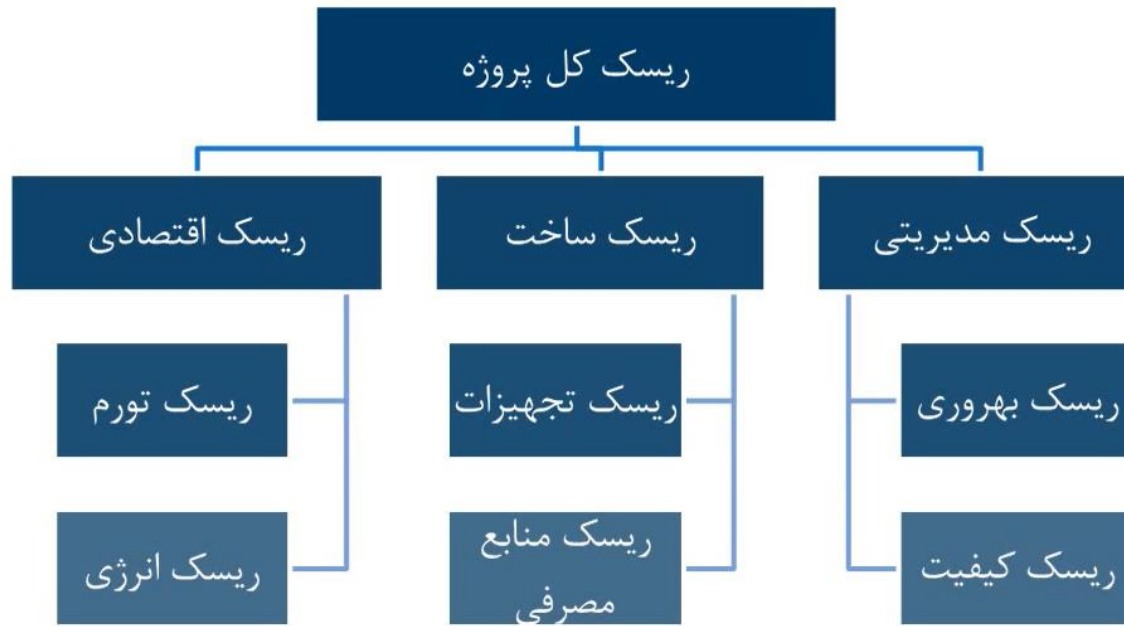 ریسک کل پروژه
ریسک مدیریتی
ریسک ساخت
ریسک اقتصادی
ریسک بهروری
ریسک تجهیزات
ریسک تورم
ریسک کیفیت
ریسک منابع
مصرفی
ریسک انرژی